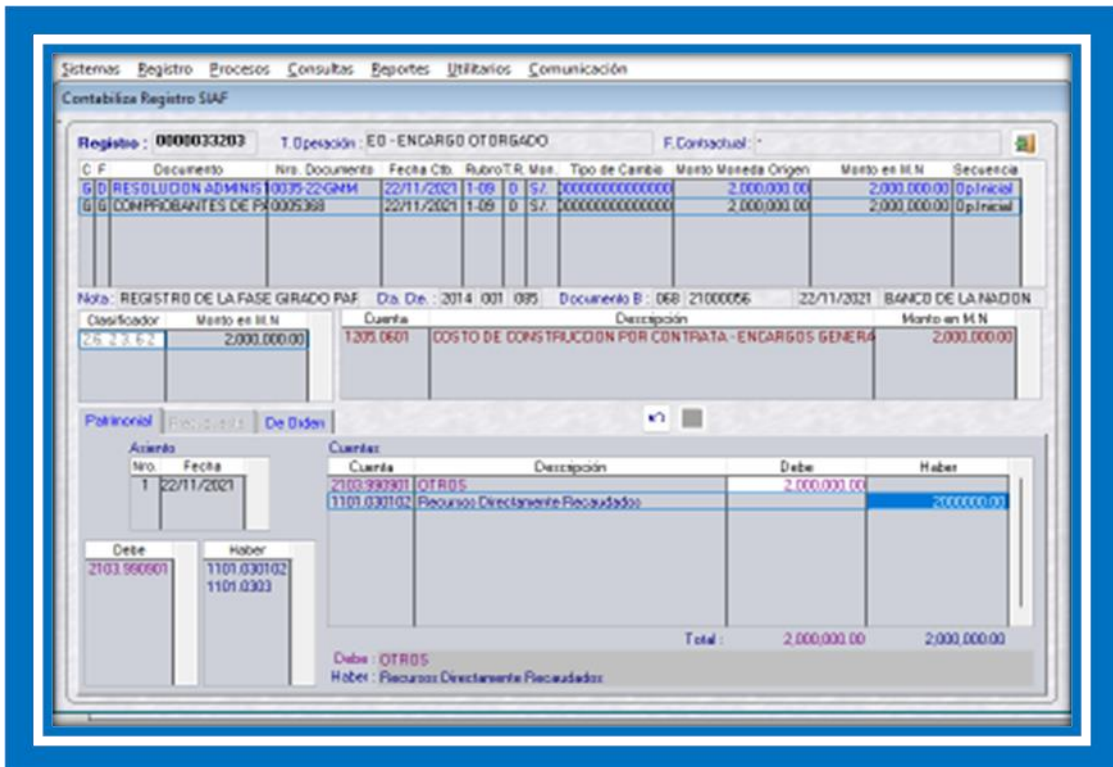 Sistemas Registro Procesos Consultas Reportes Utilitarios Comunicación
Contabiliza Registro SIAF
Registro : 0000033203 T.Operación : EO - ENCARGO OTORGADO F.Contractual : -
C F Documento Nro. Documento Fecha Ctb. Rubro T.R. Mon. Tipo de Cambio Monto Moneda Origen Monto en M.N Secuencia
G D RESOLUCION ADMINIST 0035-22-GMM 22/11/2021 1-09 0 S/. 2,000,000.00 2,000,000.00 Op.Inicial
G G COMPROBANTES DE PA 0005368 22/11/2021 1-09 0 S/. 2,000,000.00 2,000,000.00 Op.Inicial
Nota : REGISTRO DE LA FASE GIRADO PAR 2014 001 Documento B : 068 21000056 22/11/2021 BANCO DE LA NACION
Clasificador Monto en M.N Cuenta Descripción Monto en M.N
2,000,000.00 1205.0601 COSTO DE CONSTRUCCION POR CONTRATA - ENCARGOS GENERA 2,000,000.00
Patrimonial De Orden
Asiento Cuentas
Nro. Fecha Cuenta Descripción Debe Haber
1 22/11/2021 2103.990901 OTROS 2,000,000.00
1101.030102 Recursos Directamente Recaudados 2000000.00
Debe Haber
2103.990901 1101.030102
1101.0303
Total : 2,000,000.00 2,000,000.00
Debe : OTROS
Haber : Recursos Directamente Recaudados